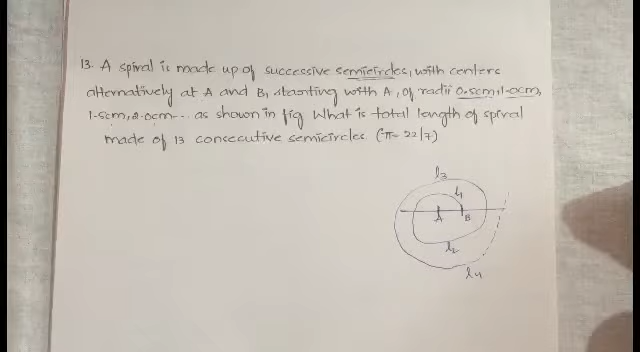 13. A spiral is made up of successive semicircles, with centers
alternatively at A and B, starting with A, of radii 0.5cm, 1.0cm,
1.5cm, 2.0cm... as shown in fig What is total length of spiral
made of 13 consecutive semicircles. (π=22/7)
l3
l1
A
B
l2
l4